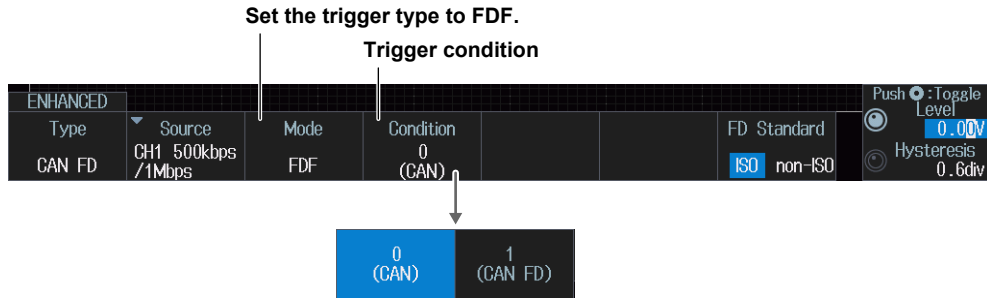 Set the trigger type to FDF.
Trigger condition
ENHANCED
Type
CAN FD
Source
CH1 500kbps
/1Mbps
Mode
FDF
Condition
0
(CAN)
FD Standard
ISO non-ISO
Push :Toggle
Level
0.00V
Hysteresis
0.6div
0
(CAN)
1
(CAN FD)